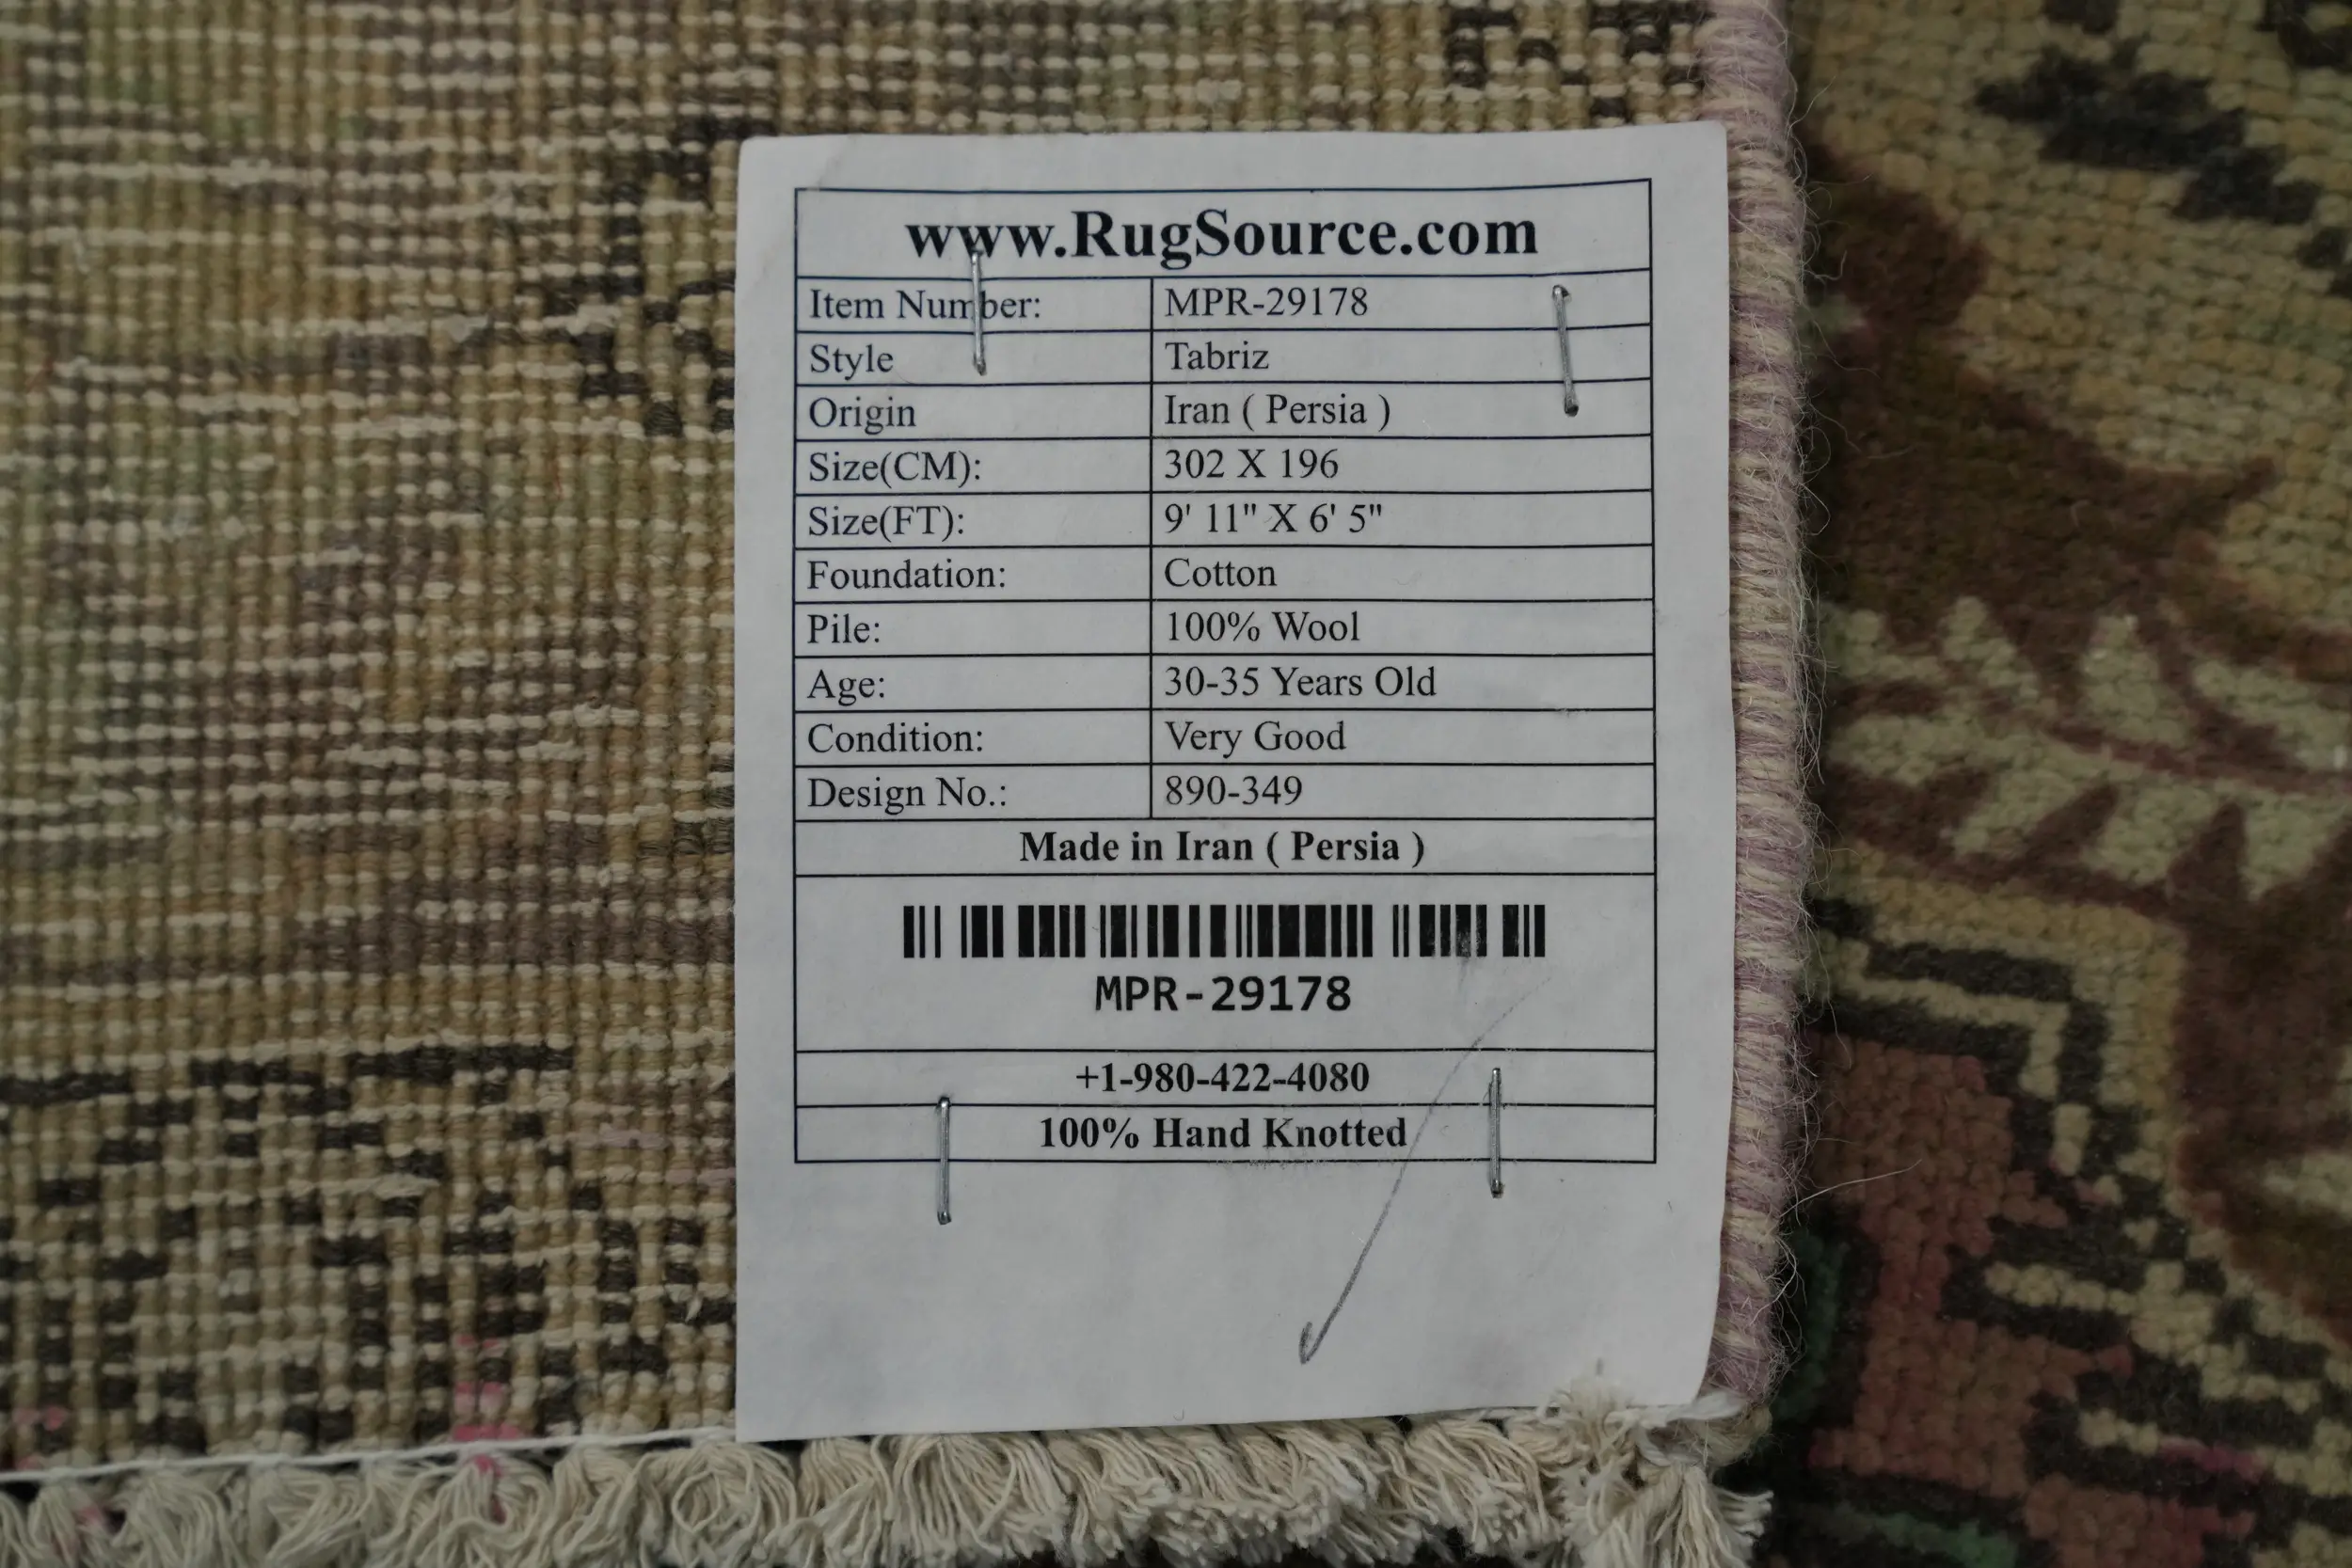 www.RugSource.com
Item Number: MPR-29178
Style Tabriz
Origin Iran ( Persia )
Size(CM): 302 X 196
Size(FT): 9' 11" X 6' 5"
Foundation: Cotton
Pile: 100% Wool
Age: 30-35 Years Old
Condition: Very Good
Design No.: 890-349
Made in Iran ( Persia )
MPR-29178
+1-980-422-4080
100% Hand Knotted